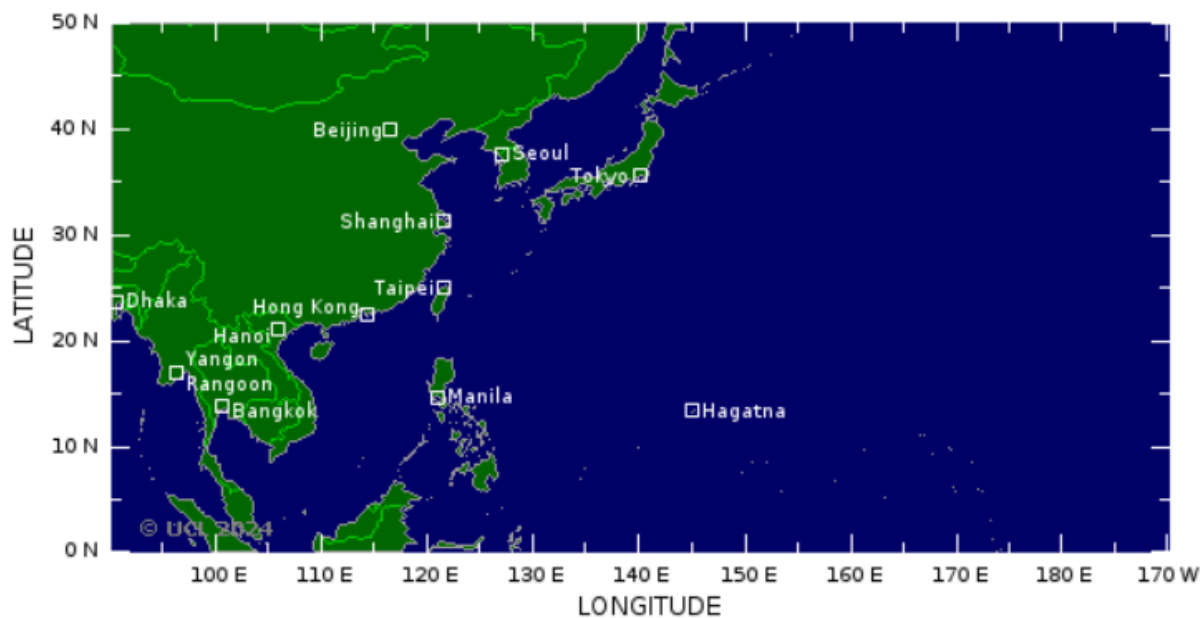 50 N
40 N
Beijing
Seoul
Tokyo
Shanghai
30 N
LATITUDE
Taipei
Dhaka
Hong Kong
Hanoi
20 N
Yangon
Rangoon
Manila
Bangkok
Hagatna
10 N
© UCL 2024
0 N
100 E 110 E 120 E 130 E 140 E 150 E 160 E 170 E 180 E 170 W
LONGITUDE